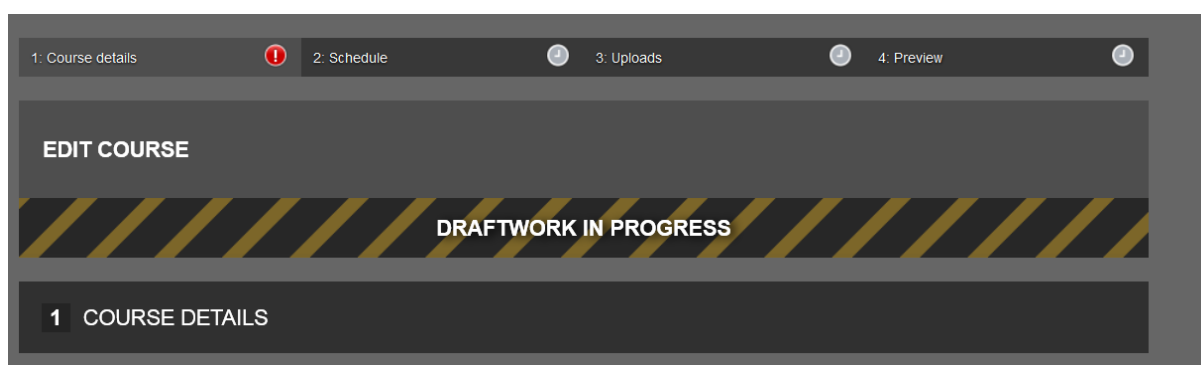 1: Course details
2: Schedule
3: Uploads
4: Preview
EDIT COURSE
DRAFTWORK IN PROGRESS
1 COURSE DETAILS